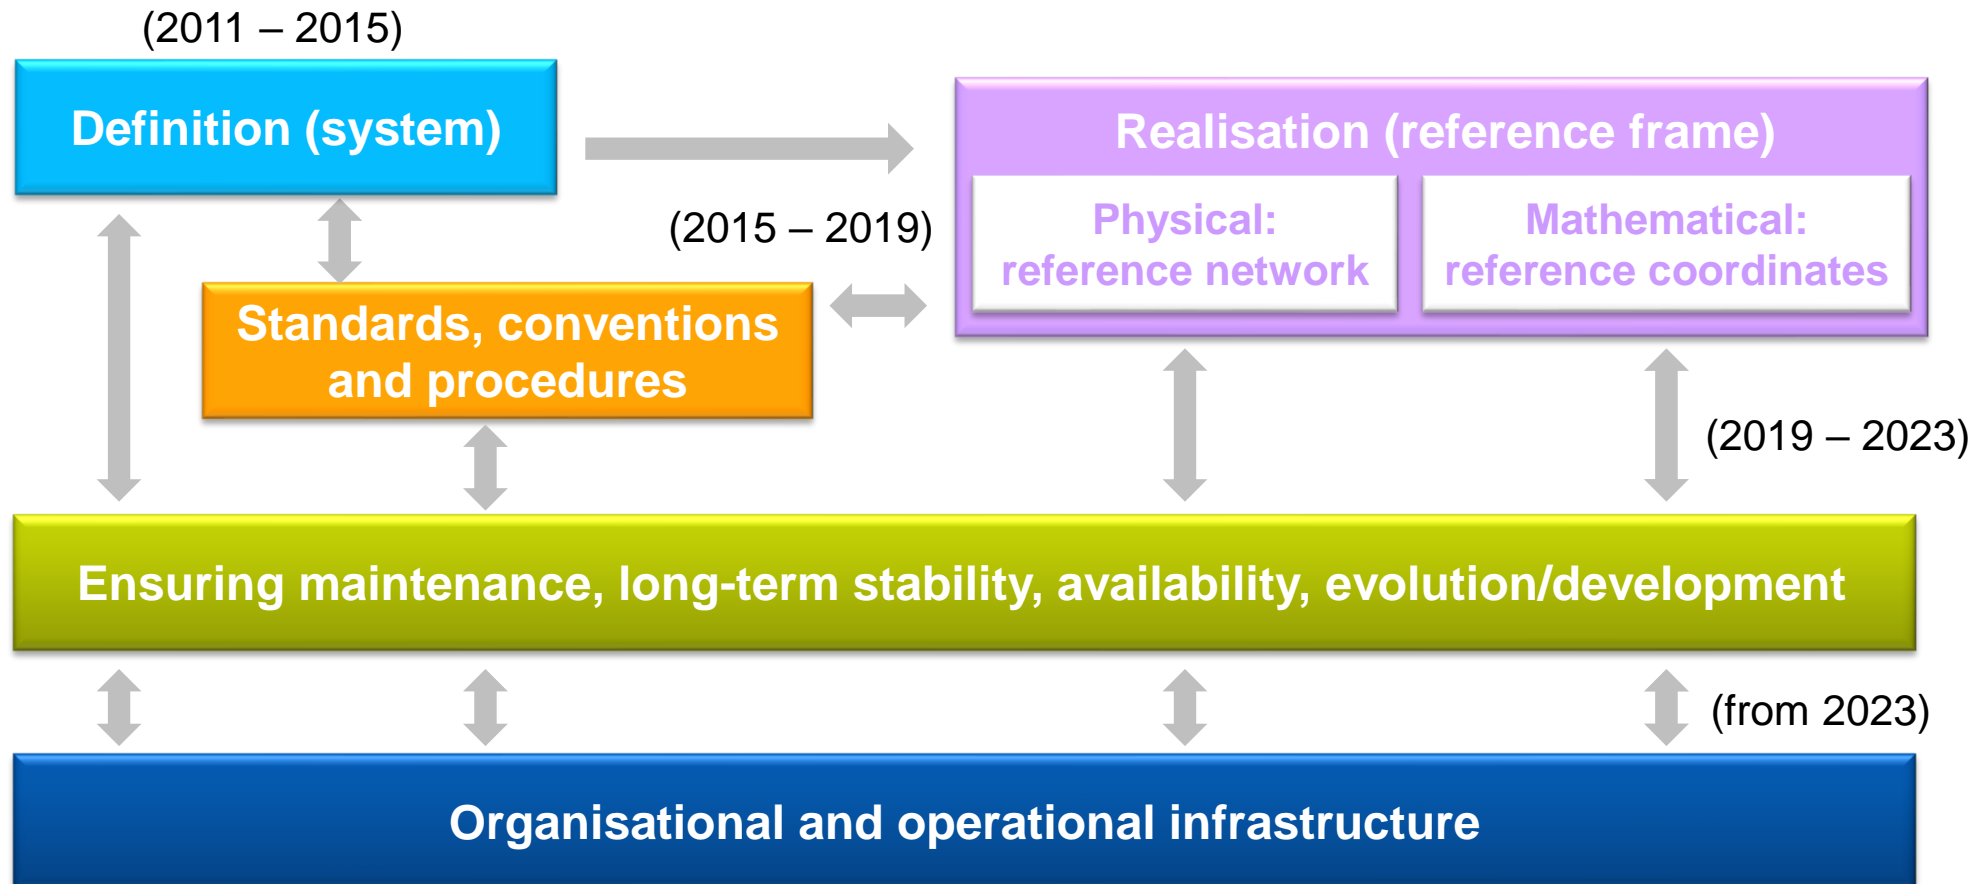 (2011 – 2015)
Definition (system)
Realisation (reference frame)
Physical:
reference network
Mathematical:
reference coordinates
(2015 – 2019)
Standards, conventions
and procedures
(2019 – 2023)
Ensuring maintenance, long-term stability, availability, evolution/development
(from 2023)
Organisational and operational infrastructure